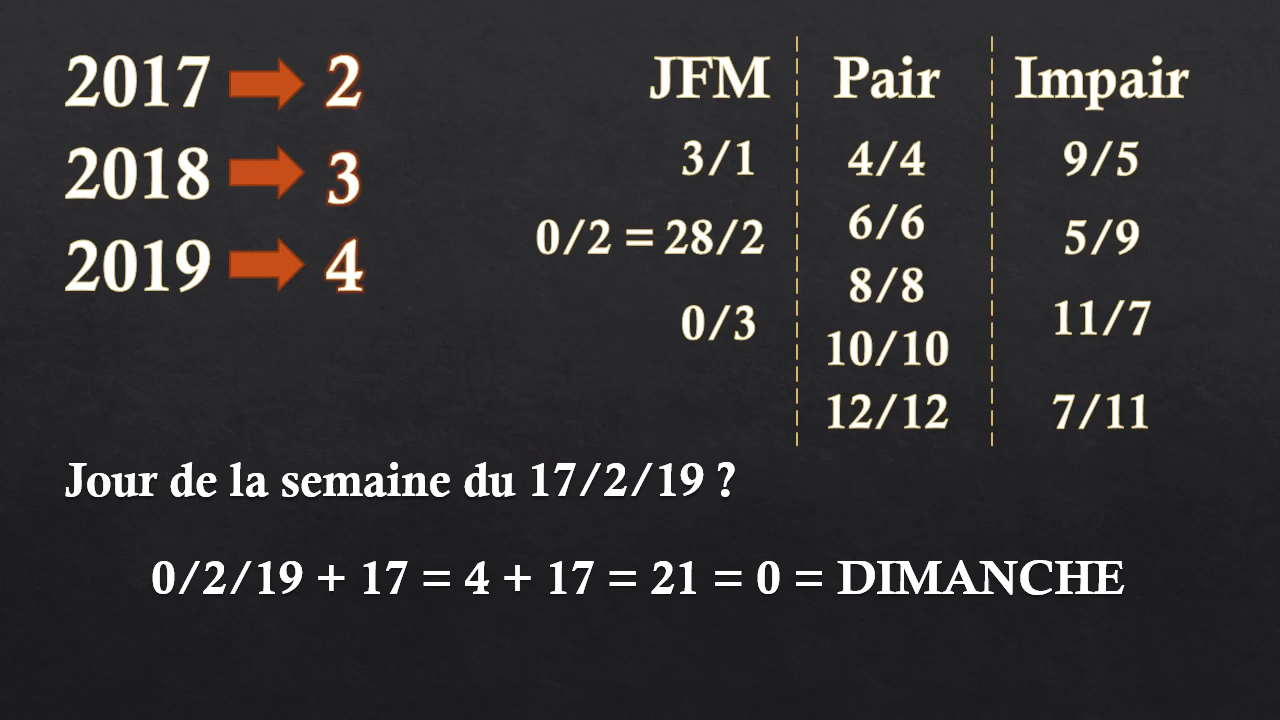 2017 2
2018 3
2019 4
JFM
3/1
0/2 = 28/2
0/3
Pair
4/4
6/6
8/8
10/10
12/12
Impair
9/5
5/9
11/7
7/11
Jour de la semaine du 17/2/19 ?
0/2/19 + 17 = 4 + 17 = 21 = 0 = DIMANCHE